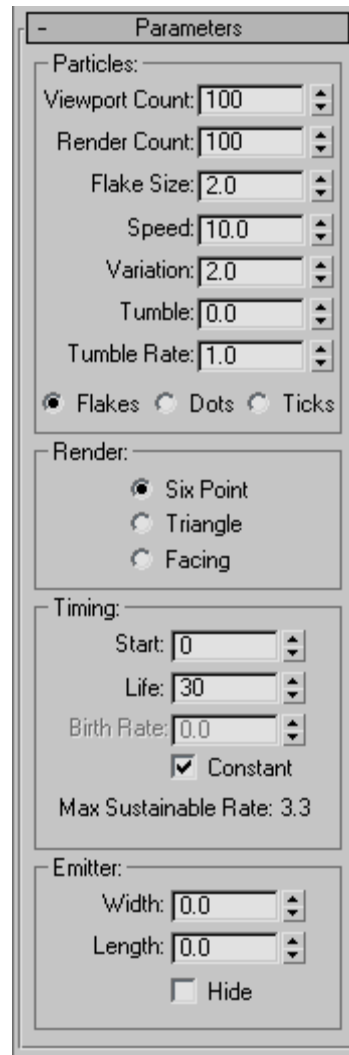 - Parameters
Particles:
Viewport Count: 100
Render Count: 100
Flake Size: 2.0
Speed: 10.0
Variation: 2.0
Tumble: 0.0
Tumble Rate: 1.0
Flakes Dots Ticks
Render:
Six Point
Triangle
Facing
Timing:
Start: 0
Life: 30
Birth Rate: 0.0
Constant
Max Sustainable Rate: 3.3
Emitter:
Width: 0.0
Length: 0.0
Hide